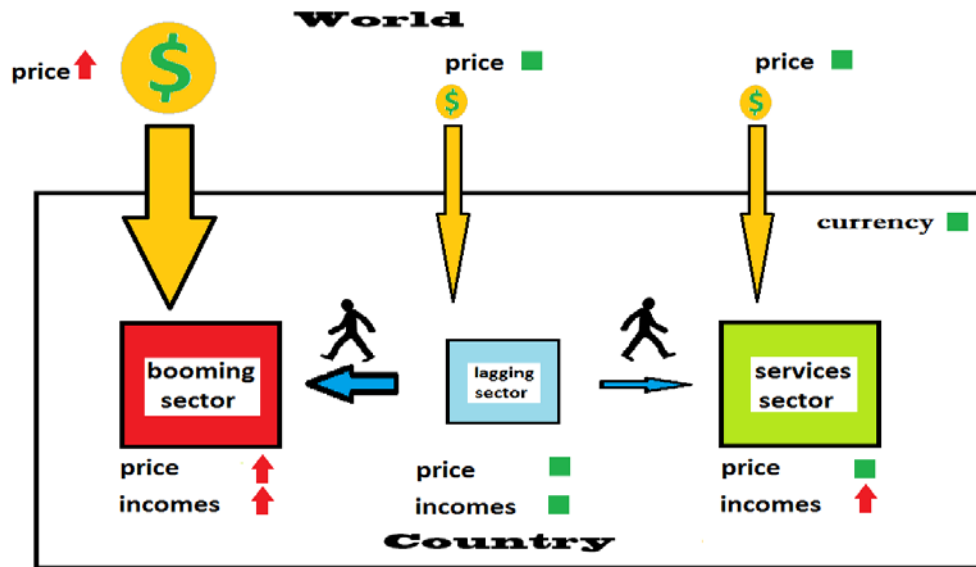 World
price
$
price
$
price
$
currency
booming
sector
lagging
sector
services
sector
price
incomes
price
incomes
price
incomes
Country